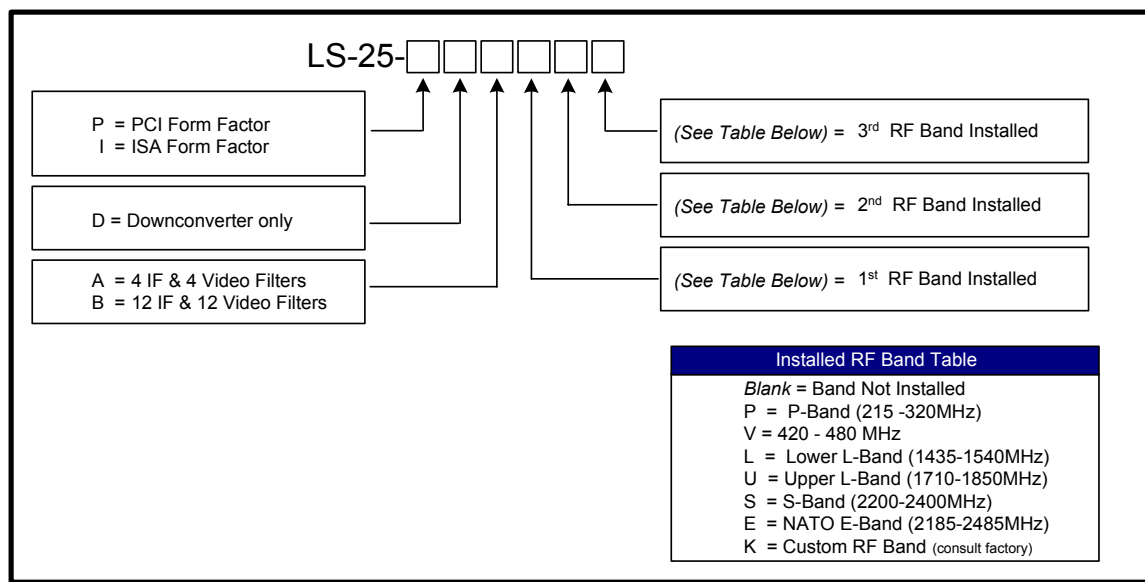 LS-25-
P = PCI Form Factor
I = ISA Form Factor
D = Downconverter only
A = 4 IF & 4 Video Filters
B = 12 IF & 12 Video Filters
(See Table Below) = 3rd RF Band Installed
(See Table Below) = 2nd RF Band Installed
(See Table Below) = 1st RF Band Installed
Installed RF Band Table
Blank = Band Not Installed
P = P-Band (215 -320MHz)
V = 420 - 480 MHz
L = Lower L-Band (1435-1540MHz)
U = Upper L-Band (1710-1850MHz)
S = S-Band (2200-2400MHz)
E = NATO E-Band (2185-2485MHz)
K = Custom RF Band (consult factory)